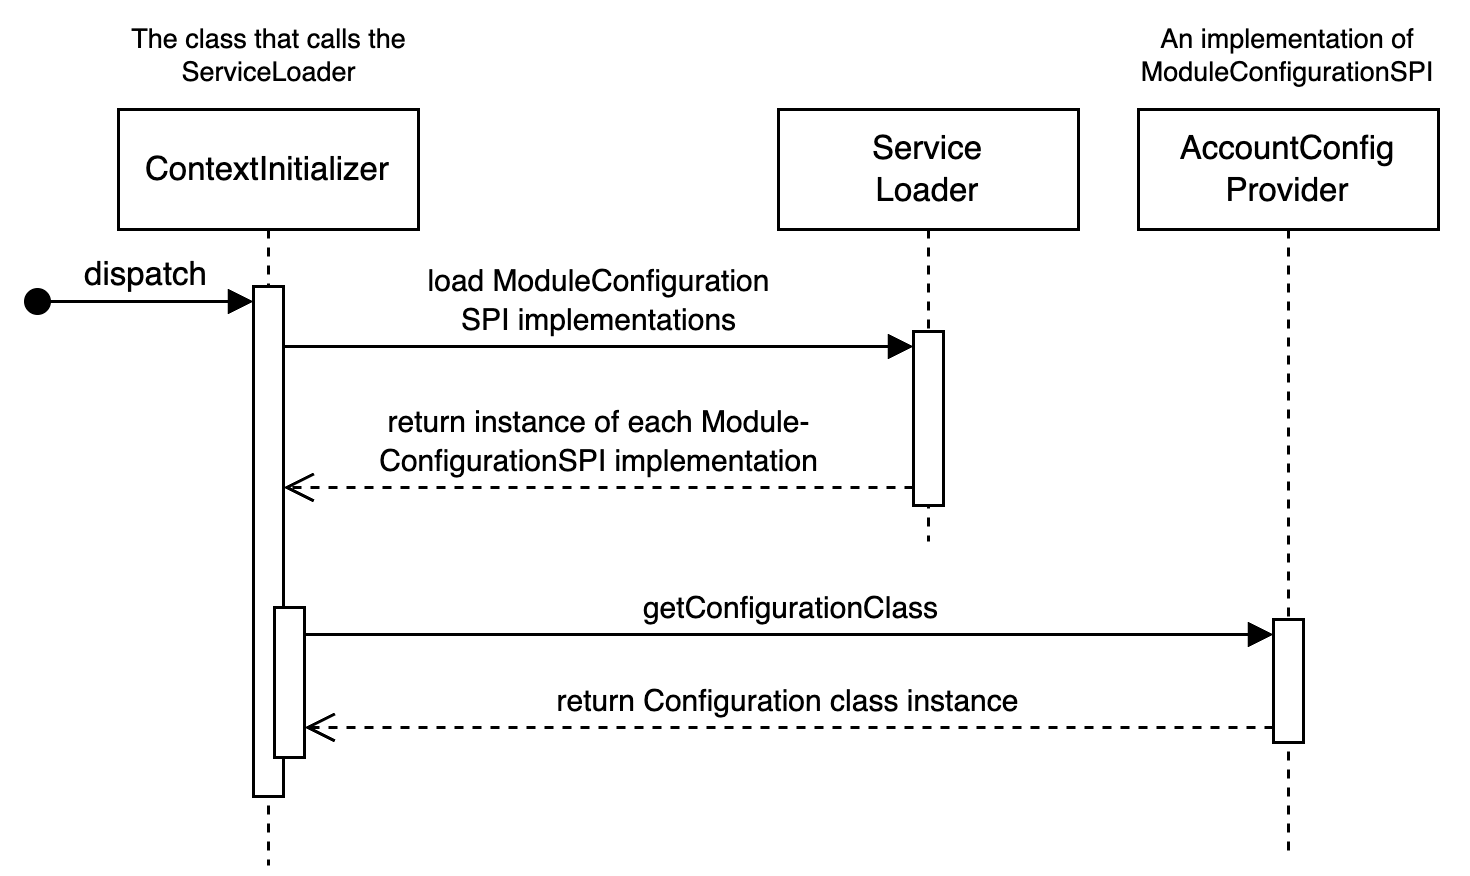 The class that calls the
ServiceLoader
An implementation of
ModuleConfigurationSPI
ContextInitializer
Service
Loader
AccountConfig
Provider
dispatch
load ModuleConfiguration
SPI implementations
return instance of each Module-
ConfigurationSPI implementation
getConfigurationClass
return Configuration class instance